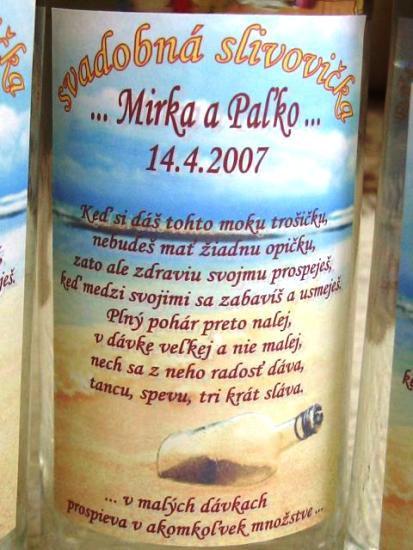 svadobná slivovička
... Mirka a Paľko ...
14.4.2007
Keď si dáš tohto moku trošičku,
nebudeš mať žiadnu opičku,
zato ale zdraviu svojmu prospeješ,
keď medzi svojimi sa zabavíš a usmeješ.
Plný pohár preto nalej,
v dávke veľkej a nie malej,
nech sa z neho radosť dáva,
tancu, spevu, tri krát sláva.
... v malých dávkach
prospieva v akomkoľvek množstve ...